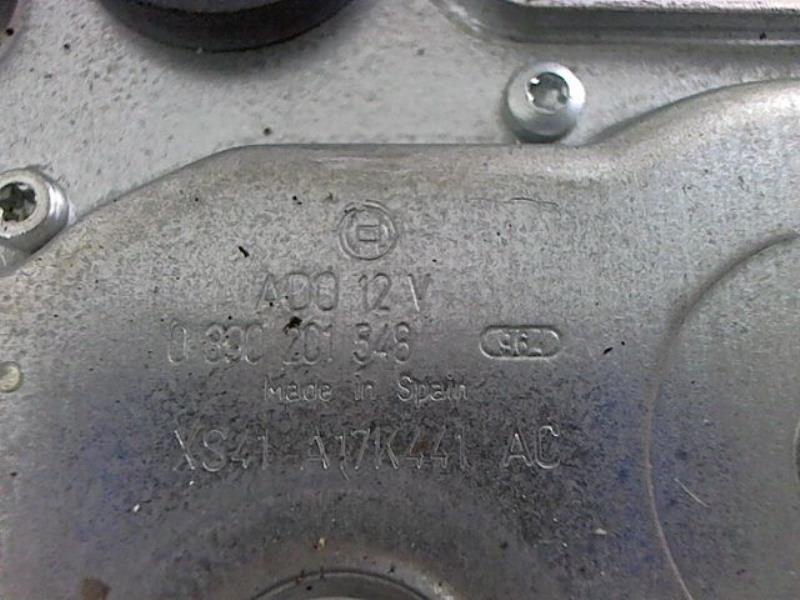 ADO 12 V
0 390 201 548
962
Made in Spain
XS41 A17K441 AC